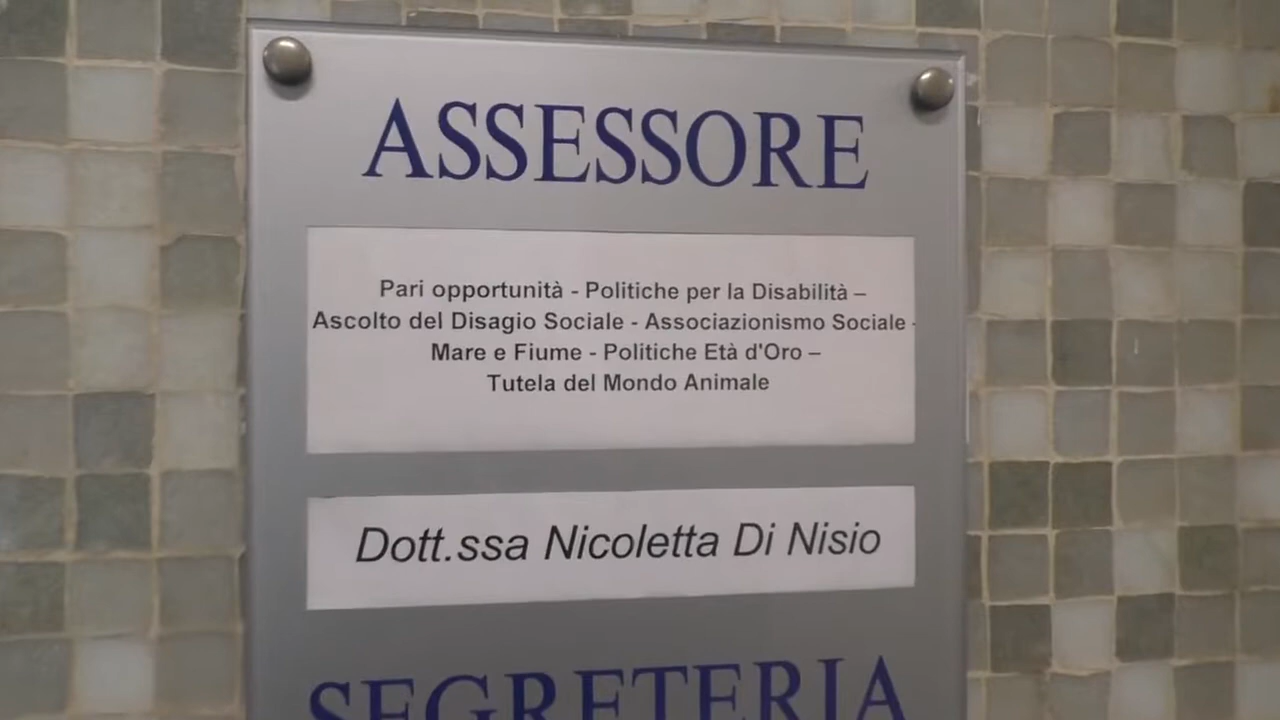 ASSESSORE
Pari opportunità - Politiche per la Disabilità –
Ascolto del Disagio Sociale - Associazionismo Sociale -
Mare e Fiume - Politiche Età d'Oro –
Tutela del Mondo Animale
Dott.ssa Nicoletta Di Nisio
SEGRETERIA